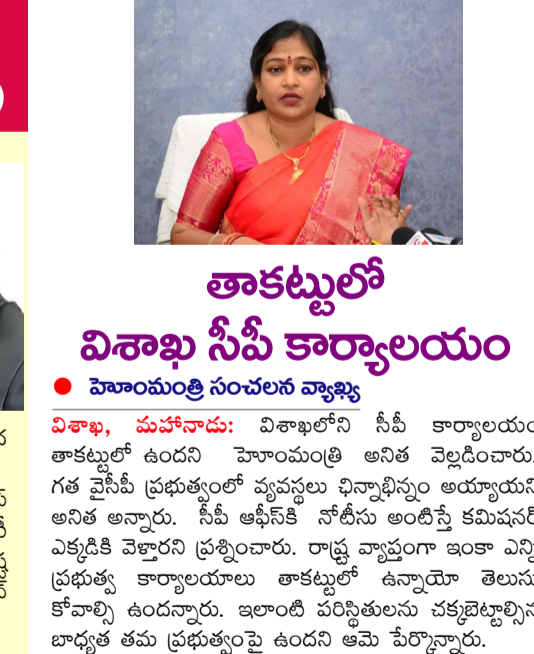 తాకట్టులో
విశాఖ సీపీ కార్యాలయం
● హెూంమంత్రి సంచలన వ్యాఖ్య
విశాఖ, మహానాడు: విశాఖలోని సీపీ కార్యాలయం
తాకట్టులో ఉందని హెూంమంత్రి అనిత వెల్లడించారు.
గత వైసీపీ ప్రభుత్వంలో వ్యవస్థలు ఛిన్నాభిన్నం అయ్యాయని
అనిత అన్నారు. సీపీ ఆఫీస్‌కి నోటీసు అంటిస్తే కమిషనర్
ఎక్కడికి వెళ్తారని ప్రశ్నించారు. రాష్ట్ర వ్యాప్తంగా ఇంకా ఎన్ని
ప్రభుత్వ కార్యాలయాలు తాకట్టులో ఉన్నాయో తెలుసు
కోవాల్సి ఉందన్నారు. ఇలాంటి పరిస్థితులను చక్కబెట్టాల్సిన
బాధ్యత తమ ప్రభుత్వంపై ఉందని ఆమె పేర్కొన్నారు.